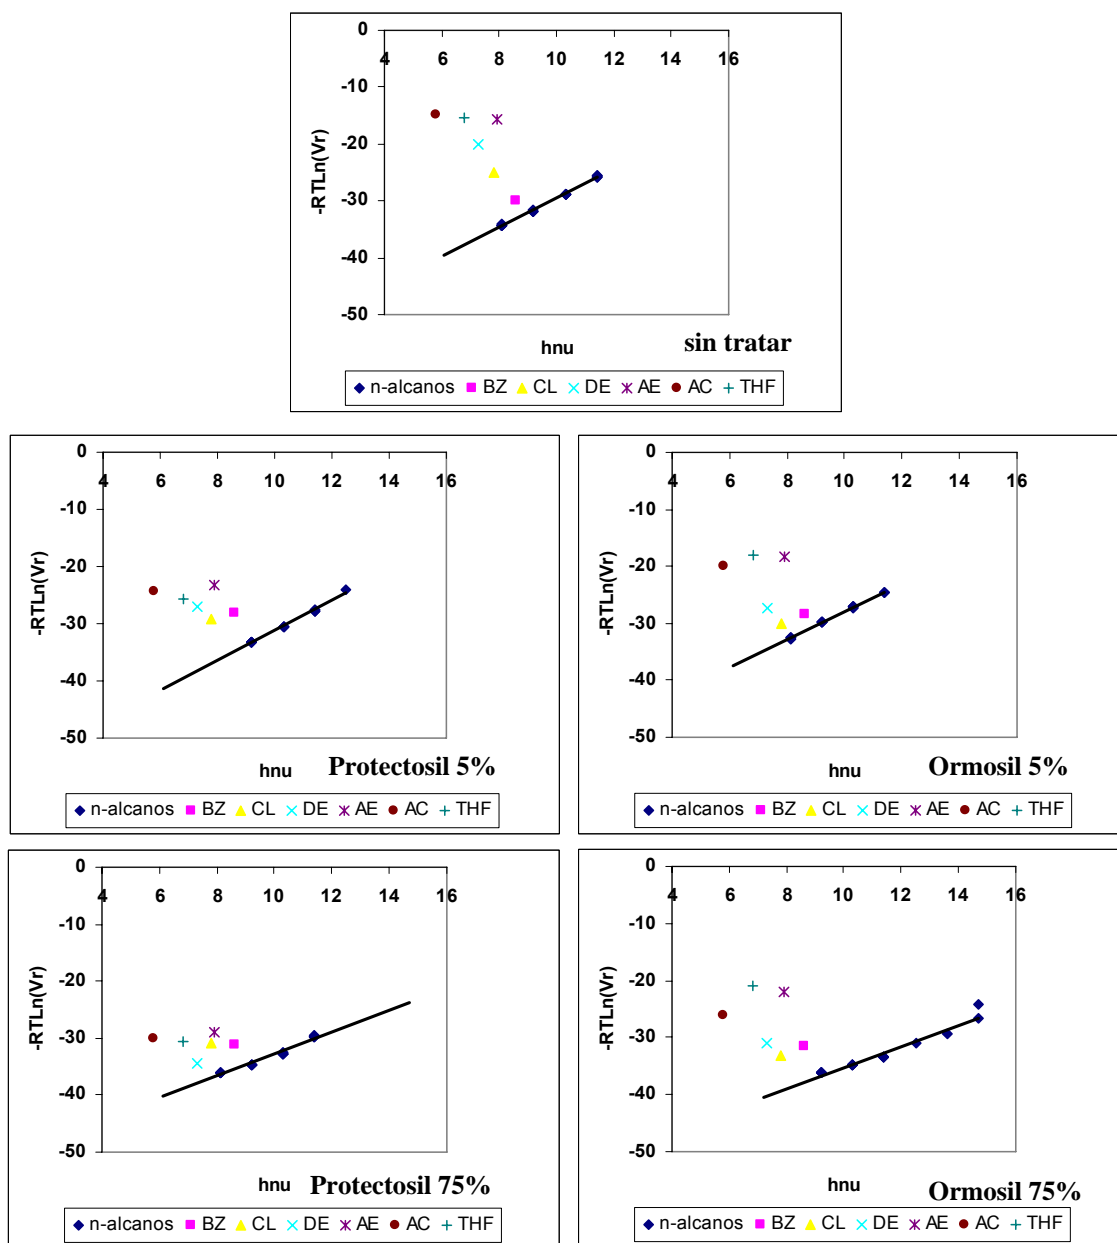 0
4 6 8 10 12 14 16
-10
-20
-30
-40
-50
-RTLn(Vr)
hnu
sin tratar
n-alcanos BZ CL DE AE AC THF
0
4 6 8 10 12 14 16
-10
-20
-30
-40
-50
-RTLn(Vr)
hnu
Protectosil 5%
n-alcanos BZ CL DE AE AC THF
0
4 6 8 10 12 14 16
-10
-20
-30
-40
-50
-RTLn(Vr)
hnu
Ormosil 5%
n-alcanos BZ CL DE AE AC THF
0
4 6 8 10 12 14 16
-10
-20
-30
-40
-50
-RTLn(Vr)
hnu
Protectosil 75%
n-alcanos BZ CL DE AE AC THF
0
4 6 8 10 12 14 16
-10
-20
-30
-40
-50
-RTLn(Vr)
hnu
Ormosil 75%
n-alcanos BZ CL DE AE AC THF